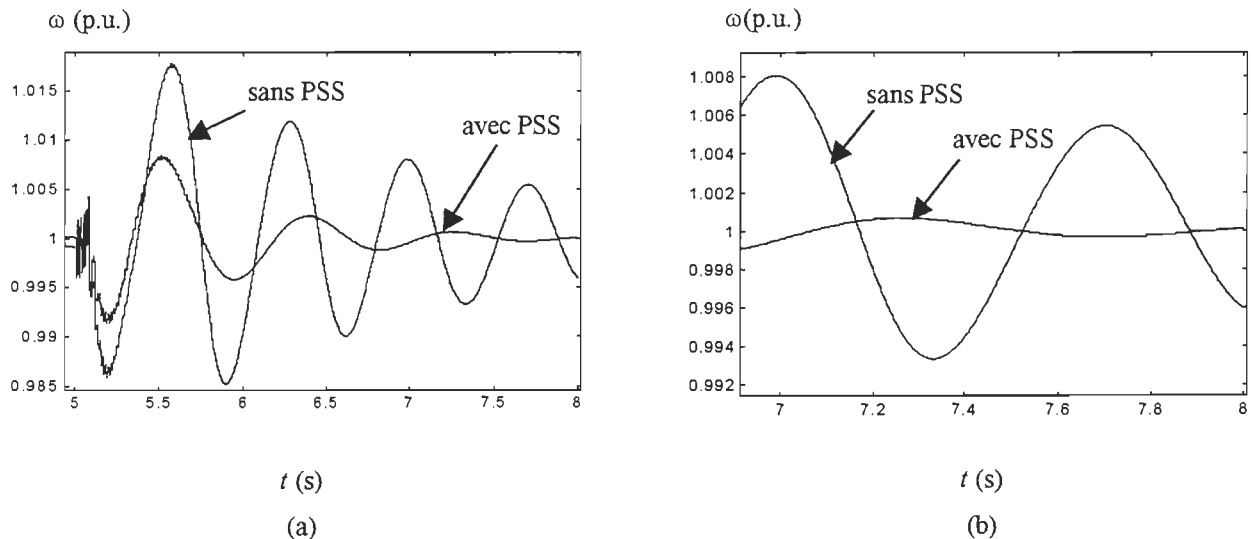 ω (p.u.)
1.015
1.01
1.005
1
0.995
0.99
0.985
5
5.5
6
6.5
7
7.5
8
sans PSS
avec PSS
t (s)
(a)
ω(p.u.)
1.008
1.006
1.004
1.002
1
0.998
0.996
0.994
0.992
7
7.2
7.4
7.6
7.8
8
sans PSS
avec PSS
t (s)
(b)